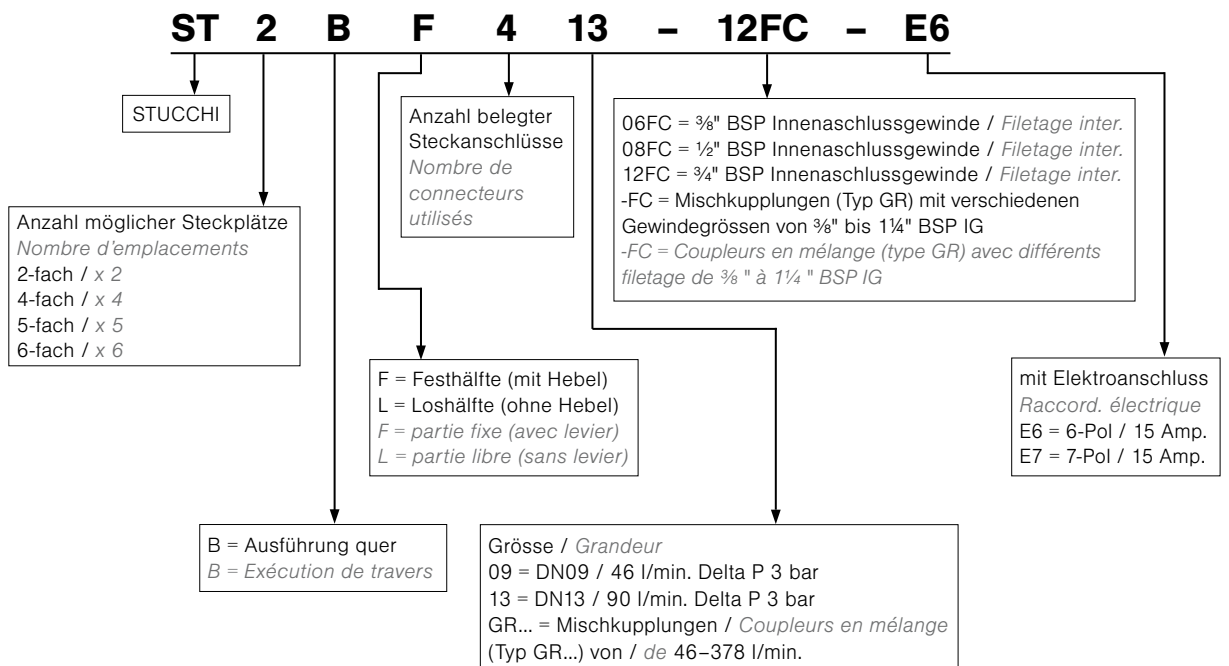 ST 2 B F 4 13 – 12FC – E6
STUCCHI
Anzahl möglicher Steckplätze
Nombre d'emplacements
2-fach / x 2
4-fach / x 4
5-fach / x 5
6-fach / x 6
Anzahl belegter
Steckanschlüsse
Nombre de
connecteurs
utilisés
06FC = ⅜" BSP Innenaschlussgewinde / Filetage inter.
08FC = ½" BSP Innenaschlussgewinde / Filetage inter.
12FC = ¾" BSP Innenaschlussgewinde / Filetage inter.
-FC = Mischkupplungen (Typ GR) mit verschiedenen
Gewindegrössen von ⅜" bis 1¼" BSP IG
-FC = Coupleurs en mélange (type GR) avec différents
filetage de ⅜ " à 1¼ " BSP IG
F = Festhälfte (mit Hebel)
L = Loshälfte (ohne Hebel)
F = partie fixe (avec levier)
L = partie libre (sans levier)
mit Elektroanschluss
Raccord. électrique
E6 = 6-Pol / 15 Amp.
E7 = 7-Pol / 15 Amp.
B = Ausführung quer
B = Exécution de travers
Grösse / Grandeur
09 = DN09 / 46 l/min. Delta P 3 bar
13 = DN13 / 90 l/min. Delta P 3 bar
GR... = Mischkupplungen / Coupleurs en mélange
(Typ GR...) von / de 46–378 l/min.